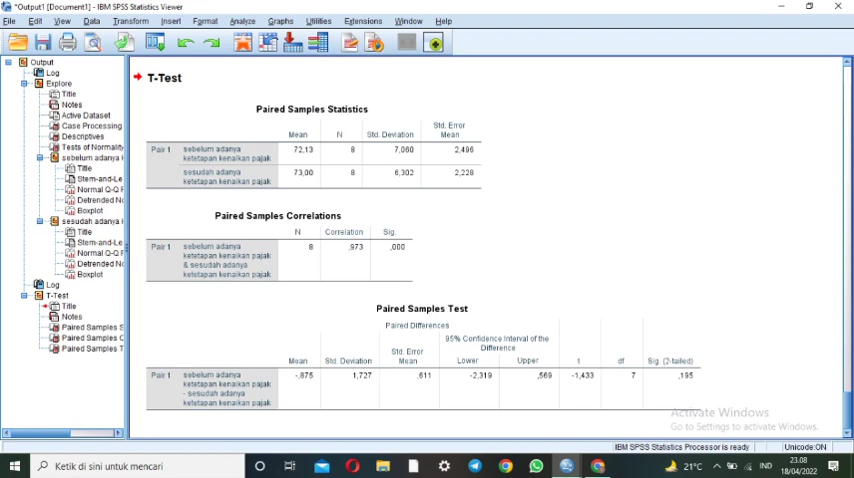 *Output1 [Document1] - IBM SPSS Statistics Viewer
File Edit View Data Transform Insert Format Analyze Graphs Utilities Extensions Window Help
Output
Log
Explore
Title
Notes
Active Dataset
Case Processing
Descriptives
Tests of Normality
sebelum adanya
Title
Stem-and-Le
Normal Q-Q
Detrended No
Boxplot
sesudah adanya
Title
Stem-and-Le
Normal Q-Q
Detrended No
Boxplot
Log
T-Test
Title
Notes
Paired Samples S
Paired Samples C
Paired Samples T
T-Test
Paired Samples Statistics
Mean N Std. Deviation Std. Error Mean
Pair 1 sebelum adanya 72,13 8 7,060 2,496
ketetapan kenaikan pajak
sesudah adanya 73,00 8 6,302 2,228
ketetapan kenaikan pajak
Paired Samples Correlations
N Correlation Sig.
Pair 1 sebelum adanya 8 ,973 ,000
ketetapan kenaikan pajak
& sesudah adanya
ketetapan kenaikan pajak
Paired Samples Test
Paired Differences
95% Confidence Interval of the
Difference
Mean Std. Deviation Std. Error Mean Lower Upper t df Sig. (2-tailed)
Pair 1 sebelum adanya -,875 1,727 ,611 -2,319 ,569 -1,433 7 ,195
ketetapan kenaikan pajak
- sesudah adanya
ketetapan kenaikan pajak
Activate Windows
Go to Settings to activate Windows.
IBM SPSS Statistics Processor is ready Unicode:ON
Ketik di sini untuk mencari
21°C IND 23.08
18/04/2022